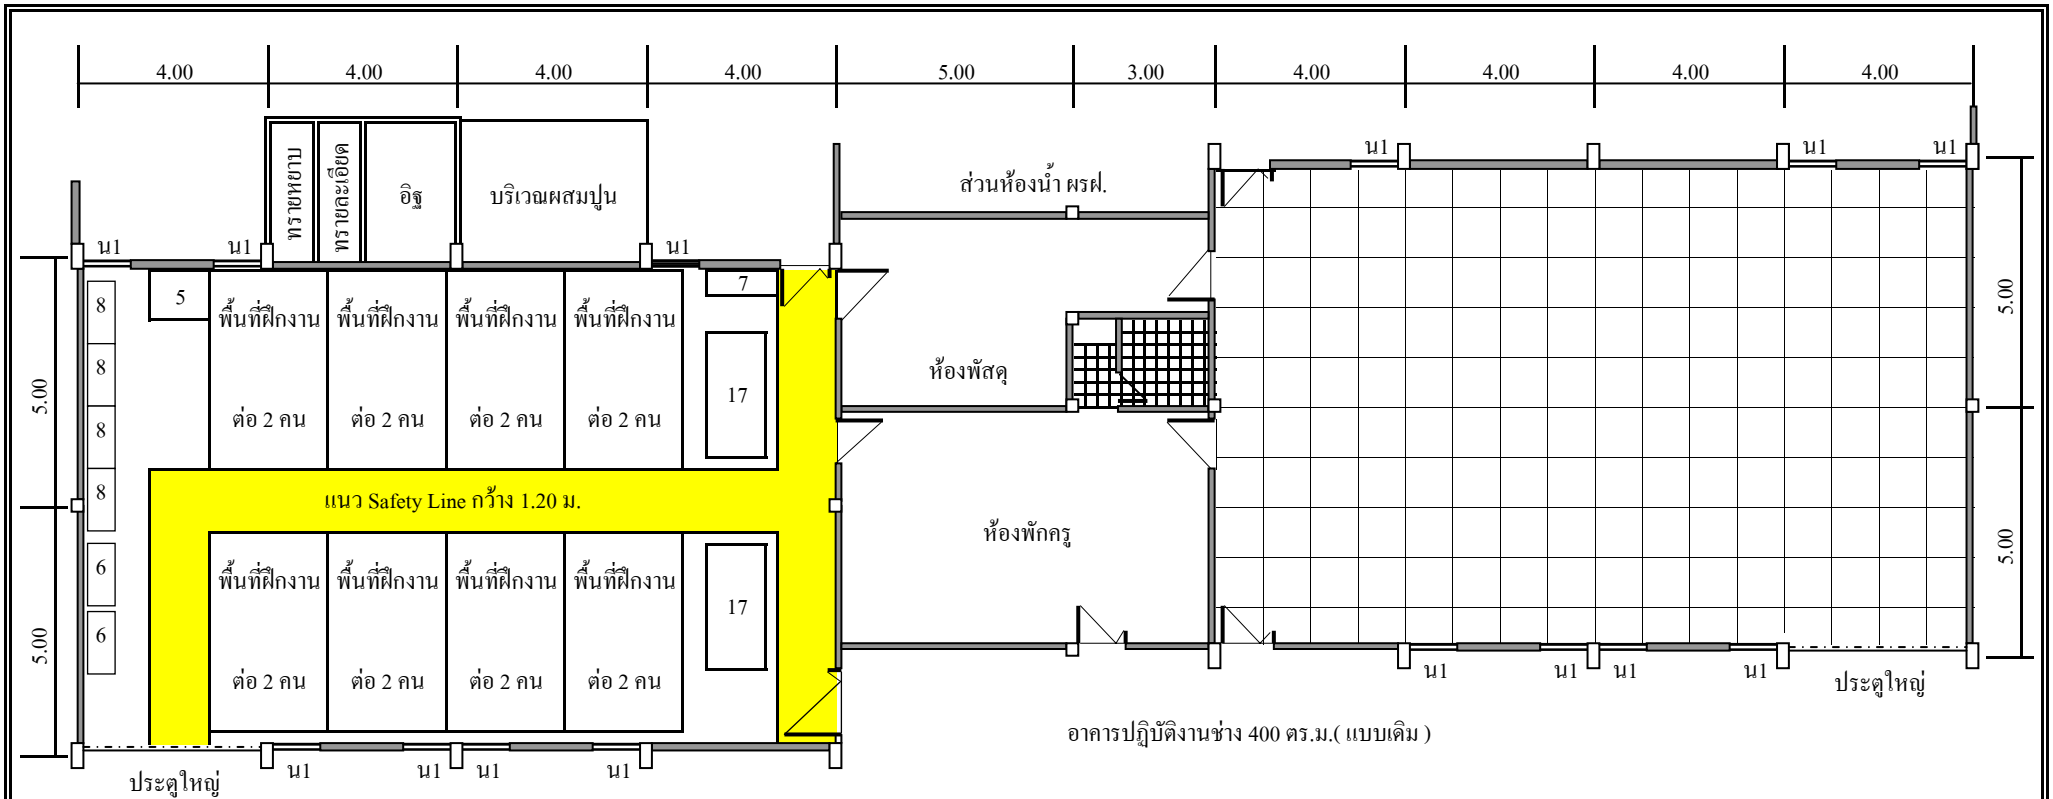 4.00 4.00 4.00 4.00 5.00 3.00 4.00 4.00 4.00 4.00
ทรายหยาบ
ทรายละเอียด
อิฐ
บริเวณผสมปูน
ส่วนห้องน้ำ ผรฝ.
น1 น1 น1
น1 น1 น1
5 7
8
8
8
8
6
6
พื้นที่ฝึกงาน พื้นที่ฝึกงาน พื้นที่ฝึกงาน พื้นที่ฝึกงาน
ต่อ 2 คน ต่อ 2 คน ต่อ 2 คน ต่อ 2 คน
17
ห้องพัสดุ
5.00
5.00
แนว Safety Line กว้าง 1.20 ม.
ห้องพักครู
พื้นที่ฝึกงาน พื้นที่ฝึกงาน พื้นที่ฝึกงาน พื้นที่ฝึกงาน
ต่อ 2 คน ต่อ 2 คน ต่อ 2 คน ต่อ 2 คน
17
5.00
5.00
น1 น1 น1 น1
ประตูใหญ่
อาคารปฏิบัติงานช่าง 400 ตร.ม.( แบบเดิม )
น1 น1 น1 น1
ประตูใหญ่